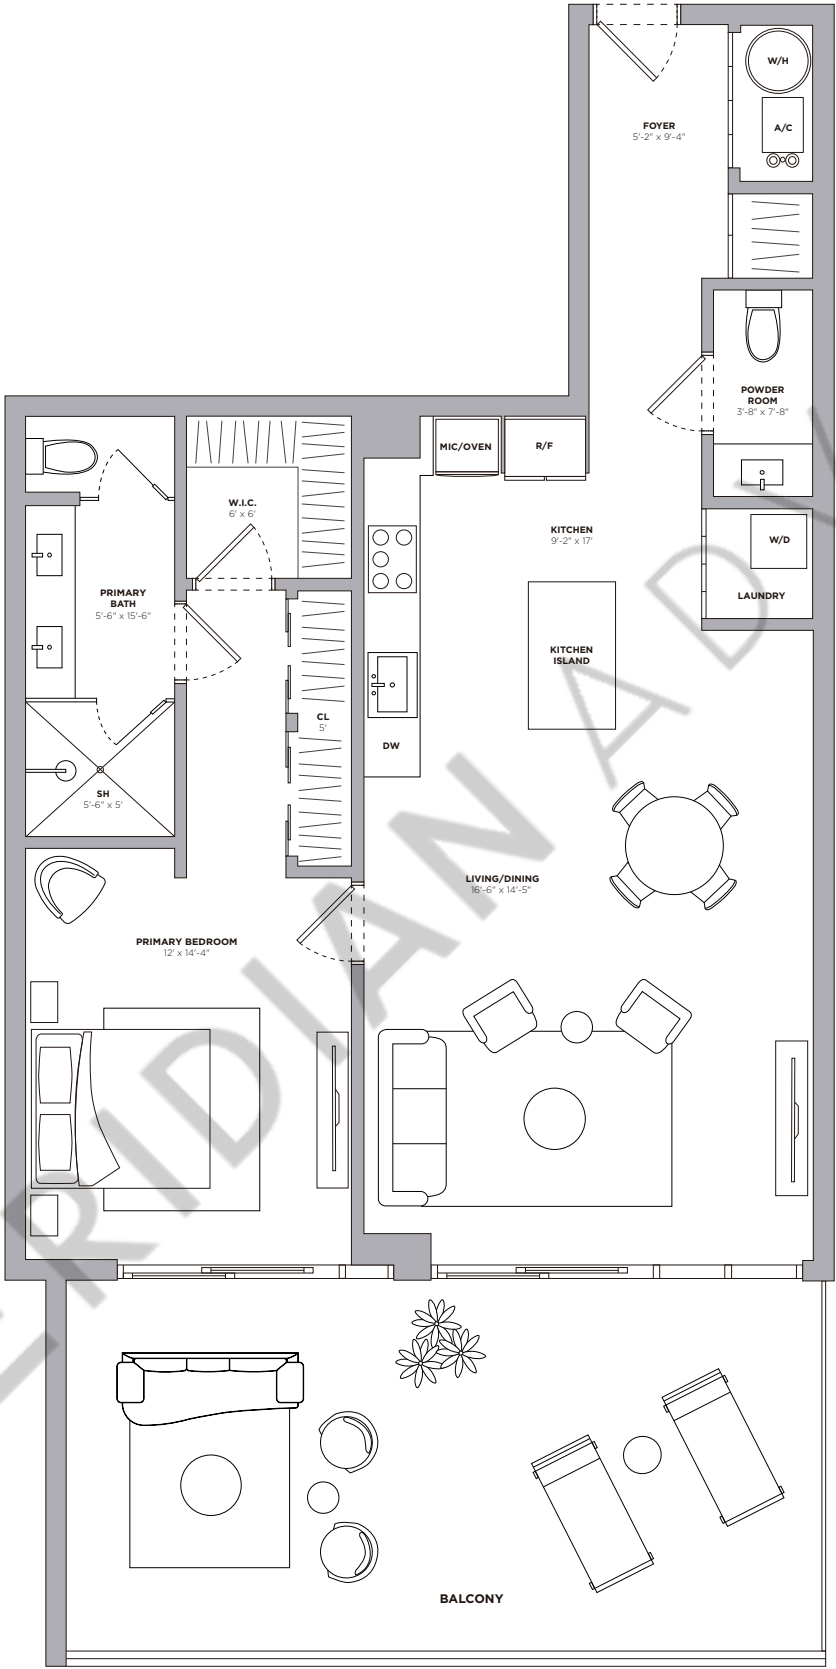 W/H
A/C
FOYER
5'-2" x 9'-4"
POWDER
ROOM
3'-8" x 7'-8"
MIC/OVEN
R/F
W.I.C.
6' x 6'
KITCHEN
9'-2" x 17'
W/D
LAUNDRY
PRIMARY
BATH
5'-6" x 15'-6"
KITCHEN
ISLAND
CL
5'
DW
SH
5'-6" x 5'
LIVING/DINING
16'-6" x 14'-5"
PRIMARY BEDROOM
12' x 14'-4"
BALCONY
ERIDIAN ADV